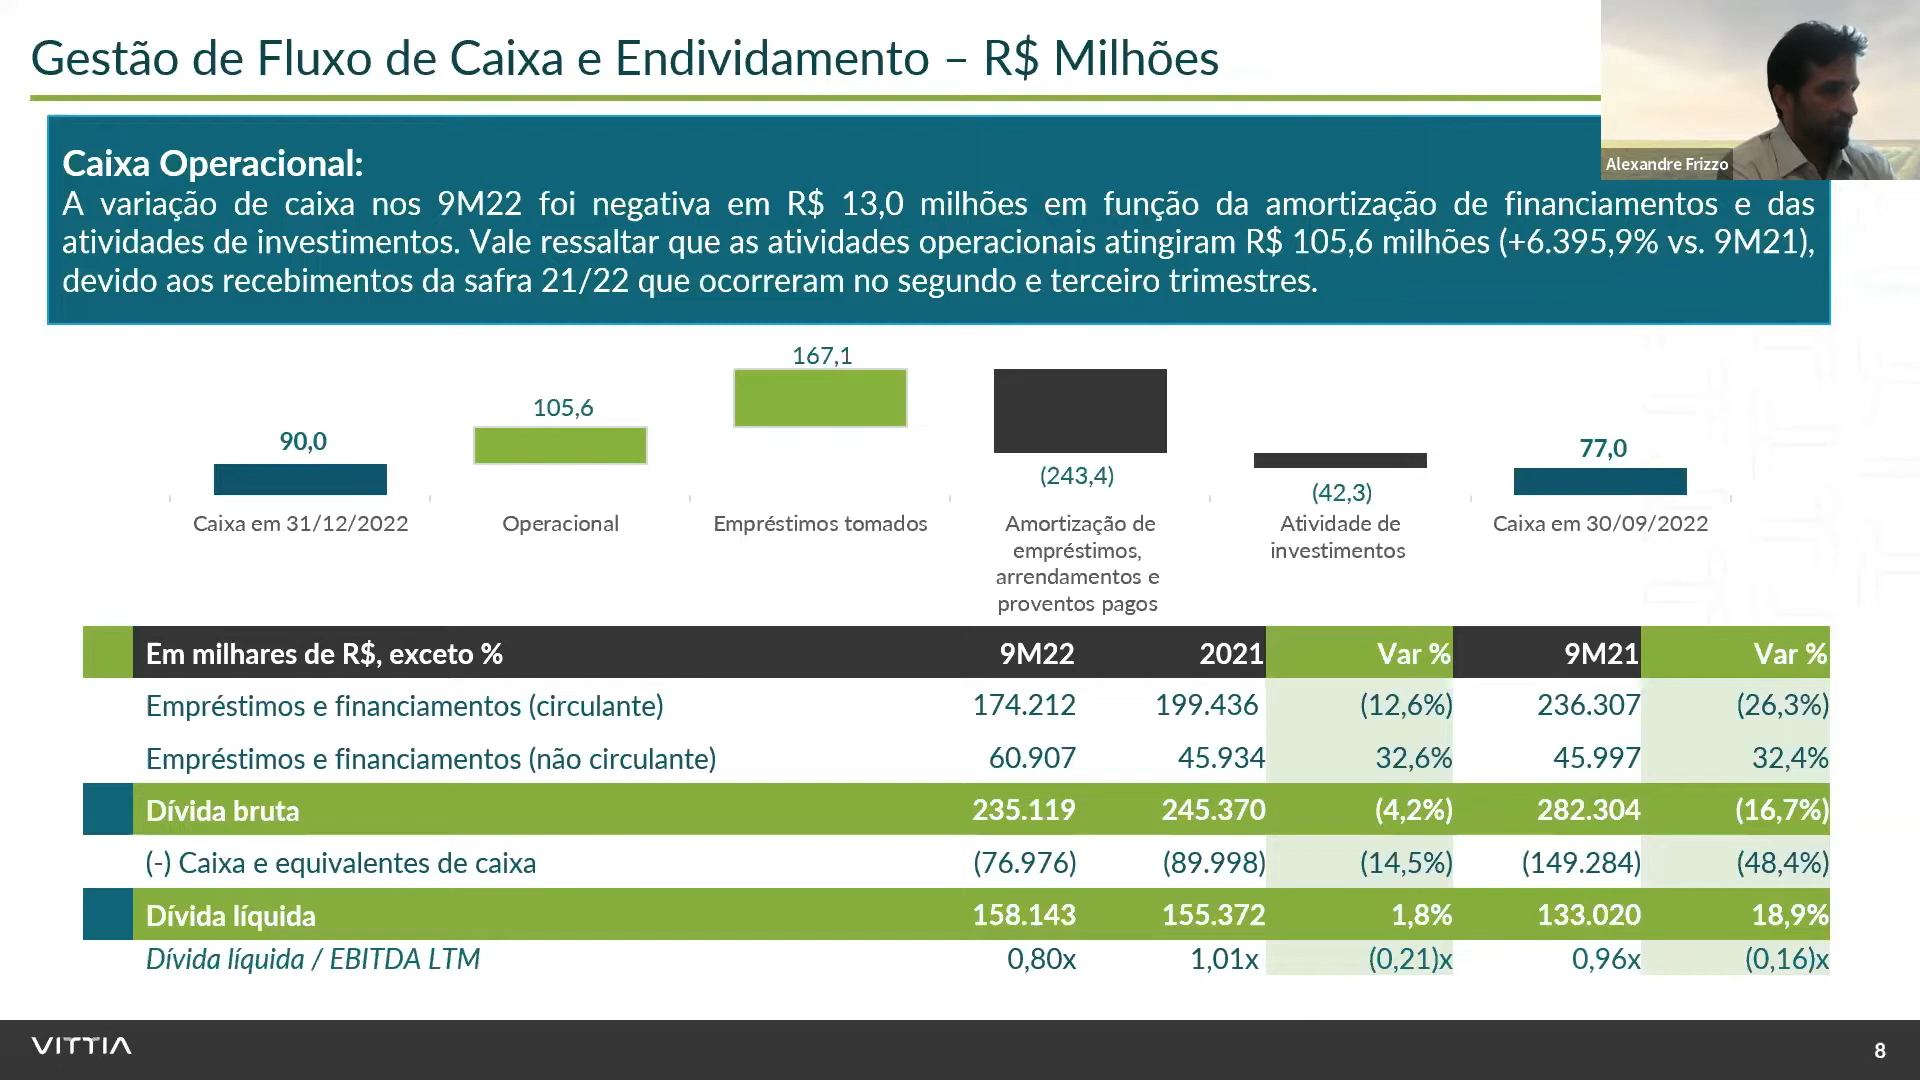 Gestão de Fluxo de Caixa e Endividamento – R$ Milhões
Alexandre Frizzo
Caixa Operacional:
A variação de caixa nos 9M22 foi negativa em R$ 13,0 milhões em função da amortização de financiamentos e das
atividades de investimentos. Vale ressaltar que as atividades operacionais atingiram R$ 105,6 milhões (+6.395,9% vs. 9M21),
devido aos recebimentos da safra 21/22 que ocorreram no segundo e terceiro trimestres.
90,0
105,6
167,1
(243,4)
(42,3)
77,0
Caixa em 31/12/2022
Operacional
Empréstimos tomados
Amortização de
empréstimos,
arrendamentos e
proventos pagos
Atividade de
investimentos
Caixa em 30/09/2022
Em milhares de R$, exceto % 9M22 2021 Var % 9M21 Var %
Empréstimos e financiamentos (circulante) 174.212 199.436 (12,6%) 236.307 (26,3%)
Empréstimos e financiamentos (não circulante) 60.907 45.934 32,6% 45.997 32,4%
Dívida bruta 235.119 245.370 (4,2%) 282.304 (16,7%)
(-) Caixa e equivalentes de caixa (76.976) (89.998) (14,5%) (149.284) (48,4%)
Dívida líquida 158.143 155.372 1,8% 133.020 18,9%
Dívida líquida / EBITDA LTM 0,80x 1,01x (0,21)x 0,96x (0,16)x
VITTIA
8